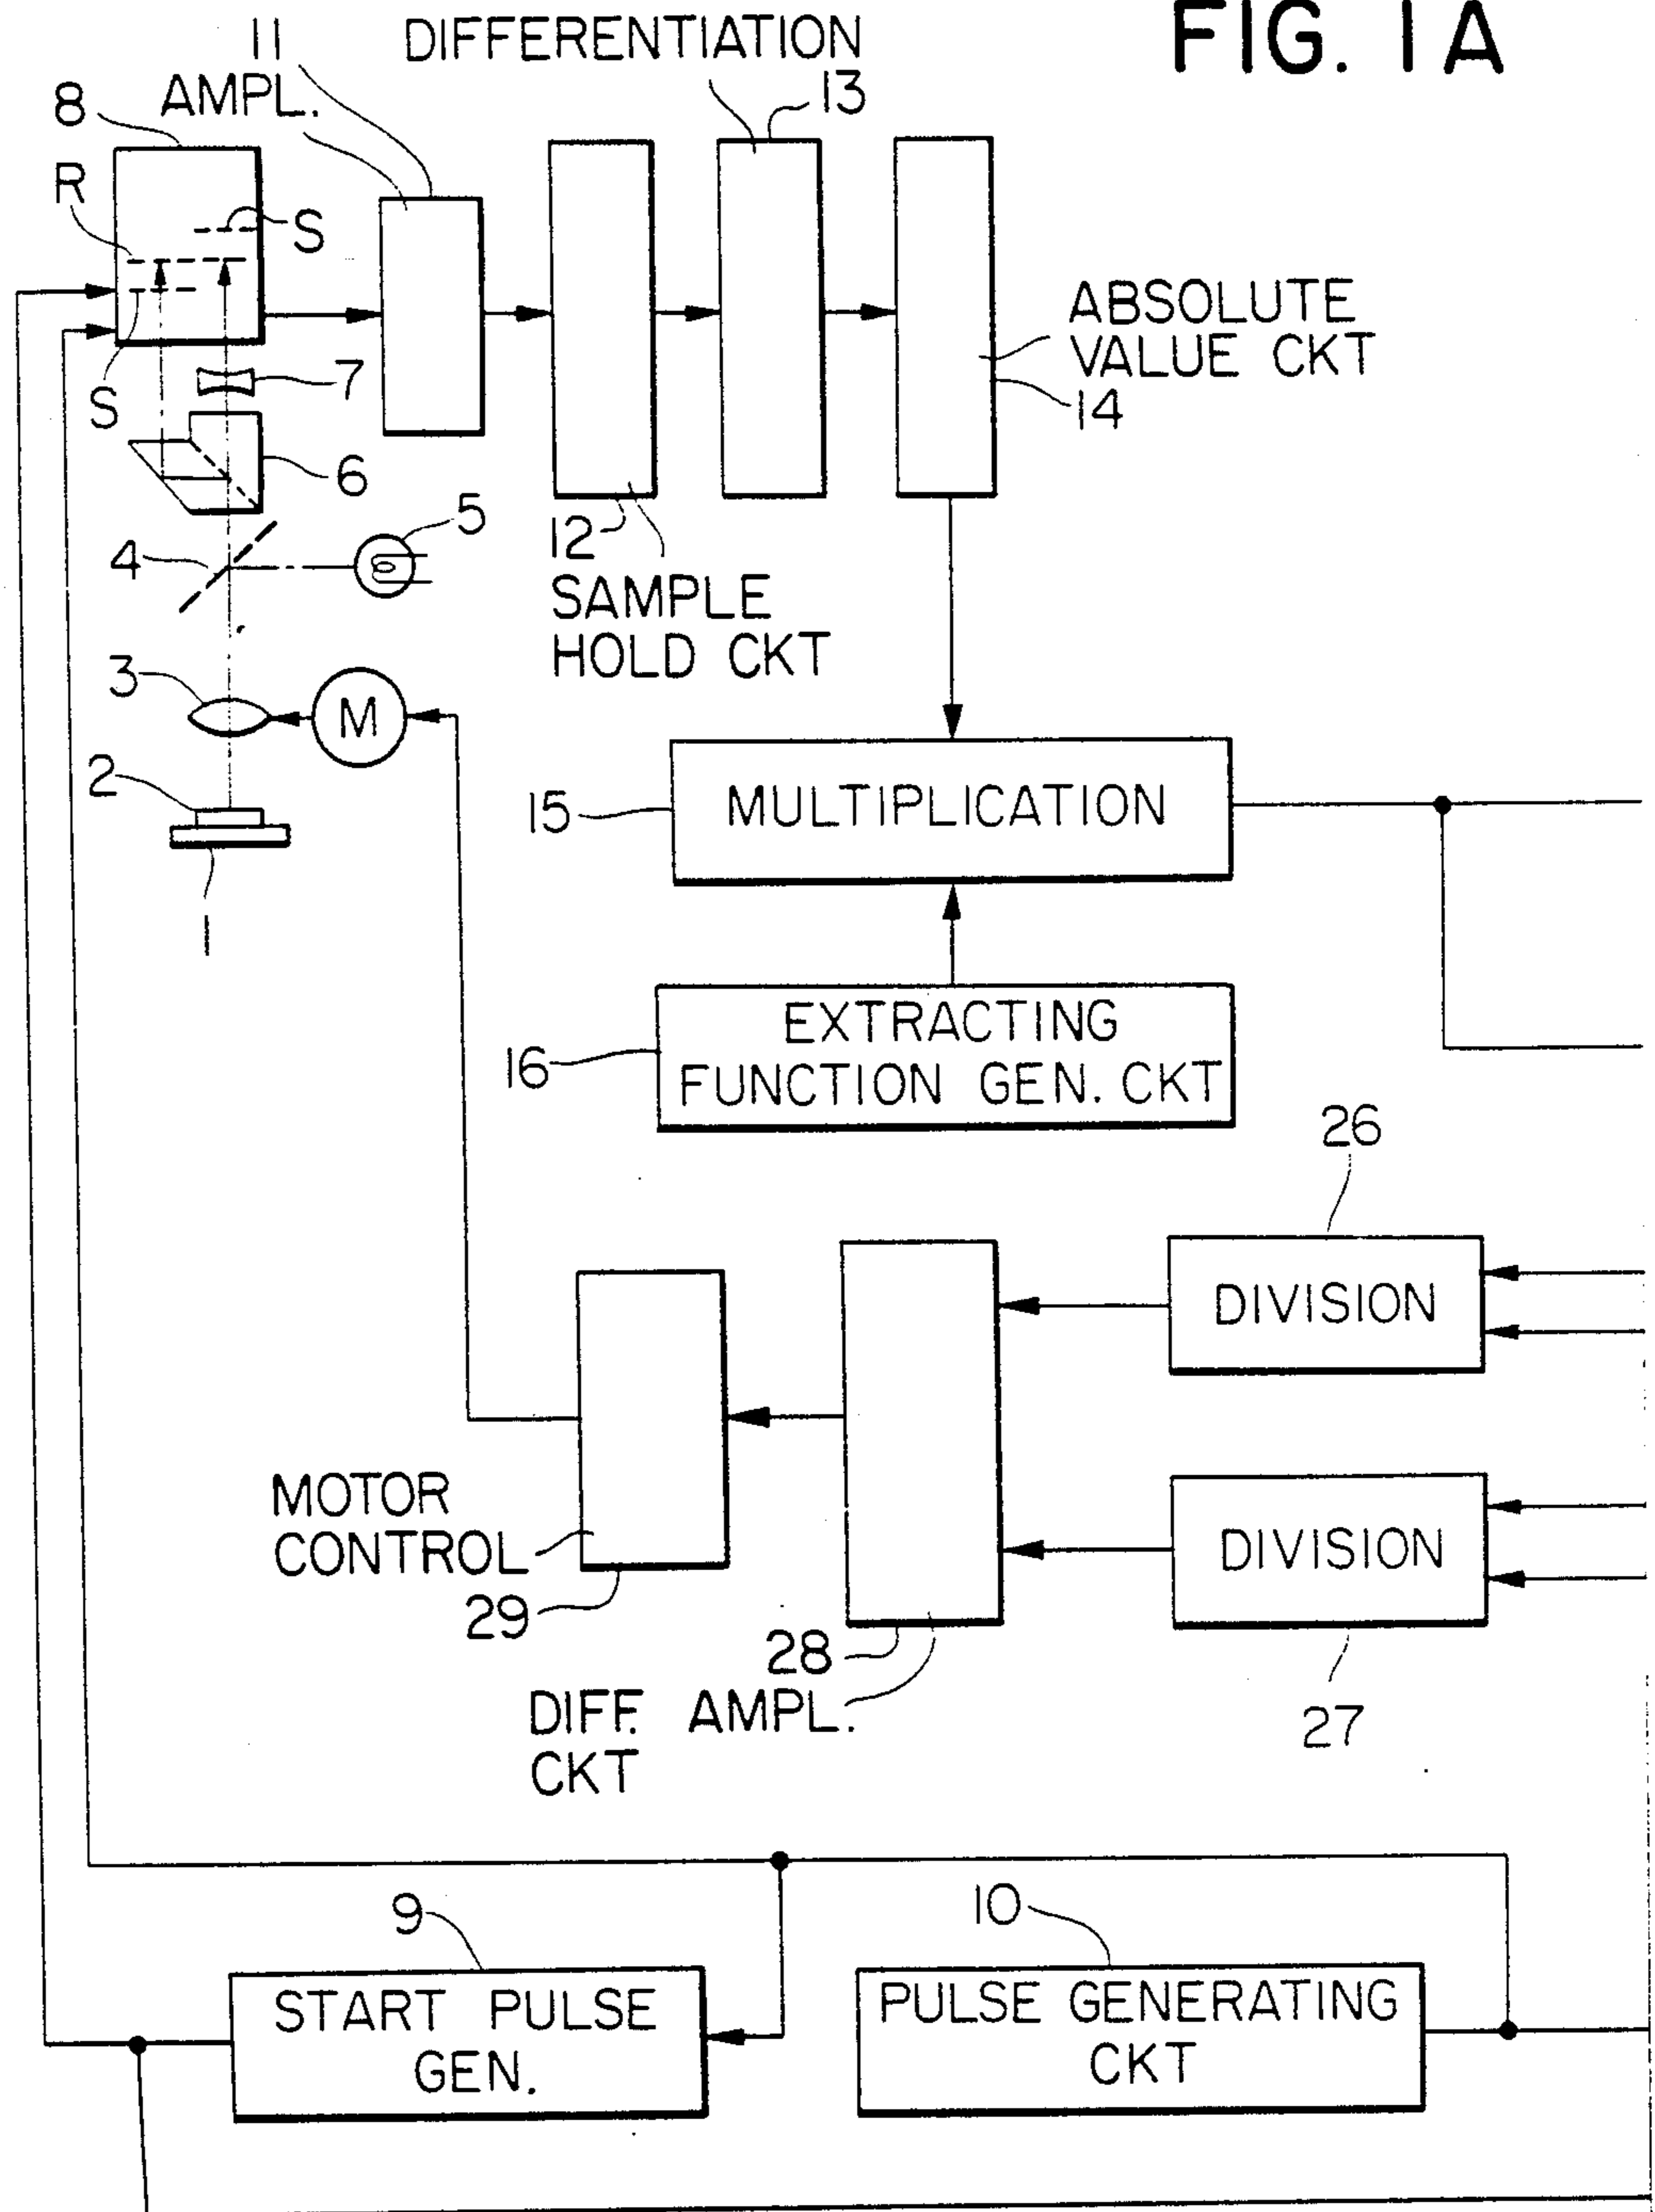 FIG. 1A
11
DIFFERENTIATION
13
8
AMPL.
R
S
S
7
6
5
4
3
M
2
1
12
SAMPLE
HOLD CKT
ABSOLUTE
VALUE CKT
14
15
MULTIPLICATION
16
EXTRACTING
FUNCTION GEN. CKT
26
DIVISION
MOTOR
CONTROL
29
28
DIFF. AMPL.
CKT
DIVISION
27
9
START PULSE
GEN.
10
PULSE GENERATING
CKT